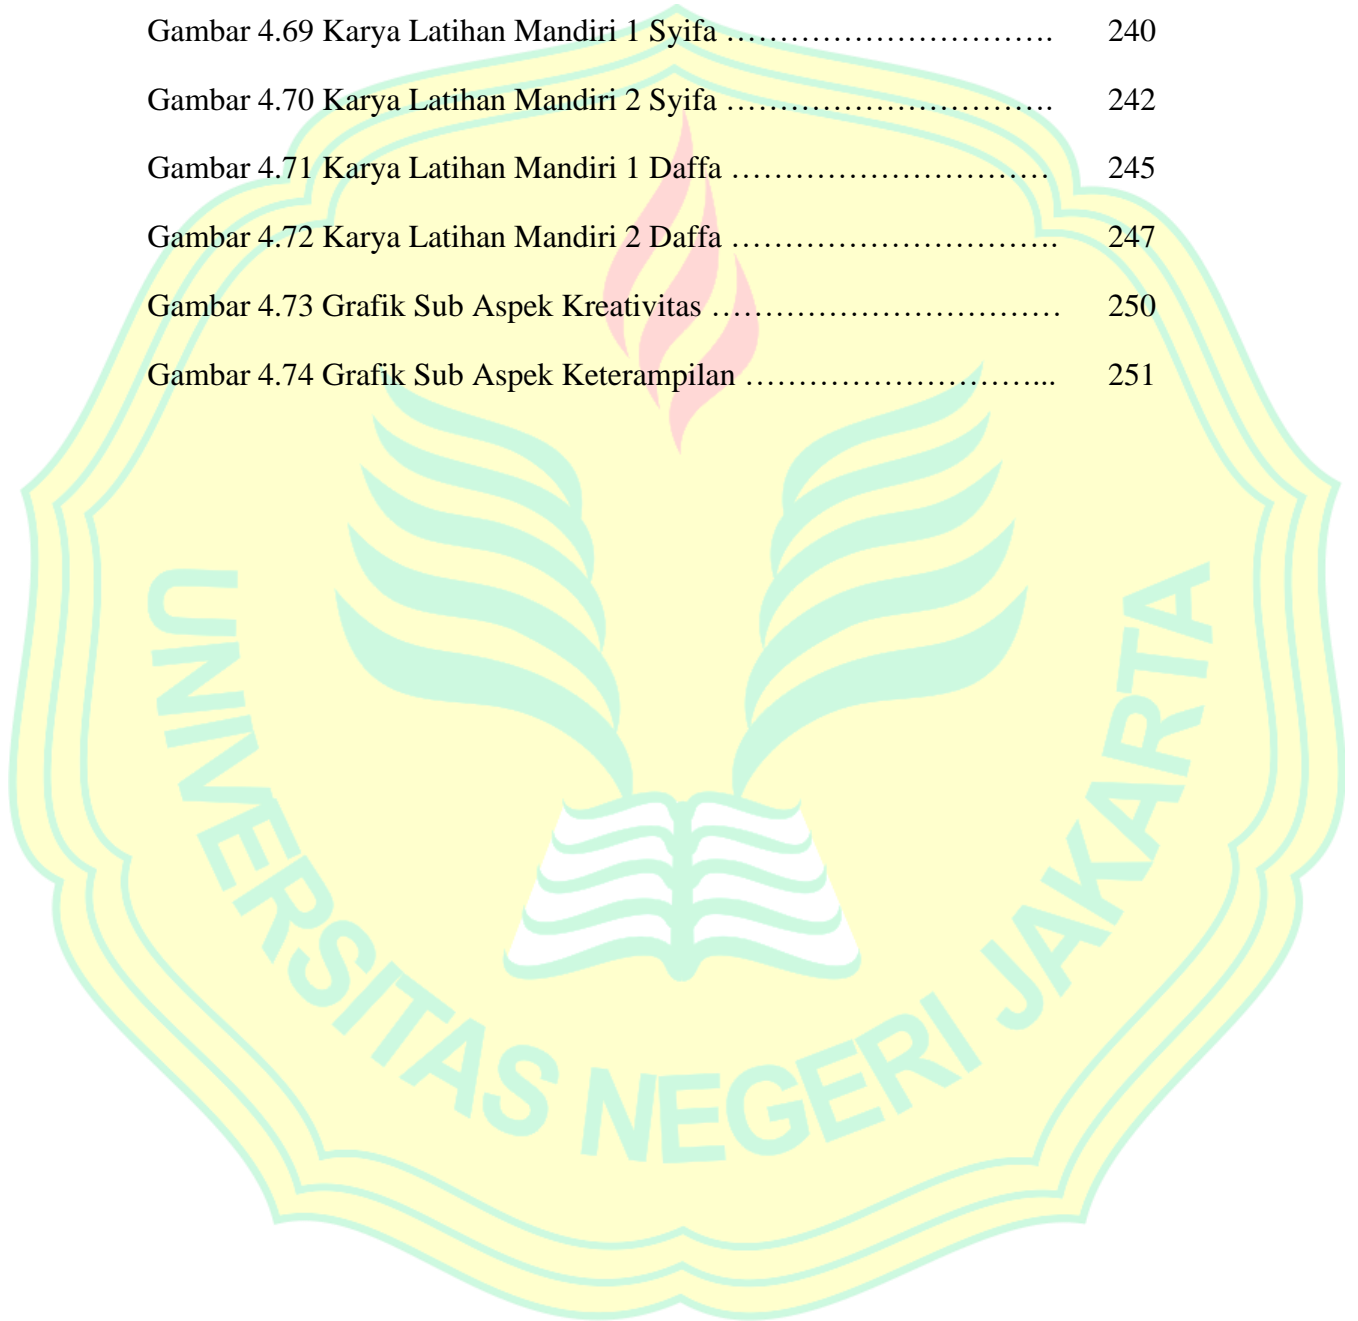 Gambar 4.69 Karya Latihan Mandiri 1 Syifa …………………………. 240
Gambar 4.70 Karya Latihan Mandiri 2 Syifa …………………………. 242
Gambar 4.71 Karya Latihan Mandiri 1 Daffa ………………………… 245
Gambar 4.72 Karya Latihan Mandiri 2 Daffa …………………………. 247
Gambar 4.73 Grafik Sub Aspek Kreativitas …………………………… 250
Gambar 4.74 Grafik Sub Aspek Keterampilan ………………………... 251
UNIVERSITAS NEGERI JAKARTA